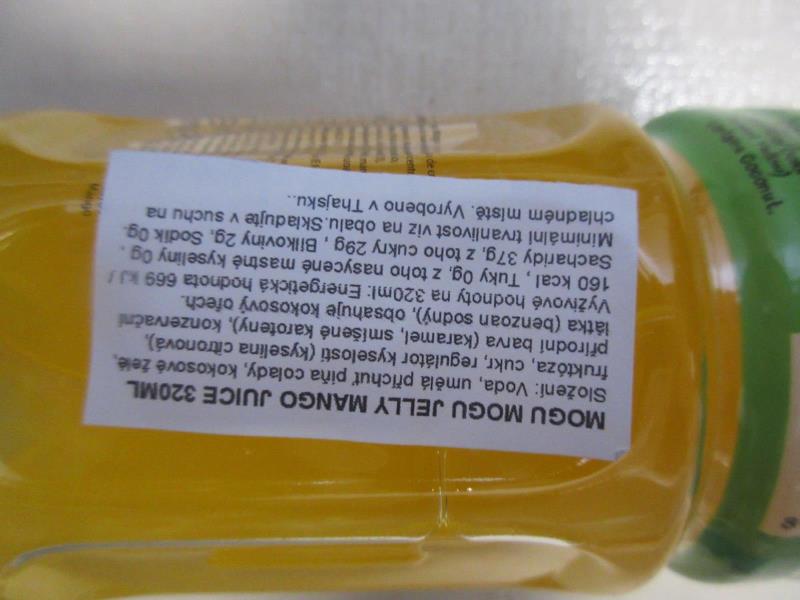 MOGU MOGU JELLY MANGO JUICE 320ML
Složení: Voda, umělá příchuť piňa colady, kokosové želé,
fruktóza, cukr, regulátor kyselosti (kyselina citronová),
přírodní barva (karamel, smíšené karoteny), konzervační
látka (benzoan sodný), obsahuje kokosový ořech.
Vyživové hodnoty na 320ml: Energetická hodnota 669 kJ /
160 kcal , Tuky 0g, z toho nasycené mastné kyseliny 0g ,
Sacharidy 37g, z toho cukry 29g , Bílkoviny 2g, Sodík 0g.
Minimální trvanlivost viz na obalu.Skladujte v suchu na
chladném místě. Vyrobeno v Thajsku..
Coconut.
Mango